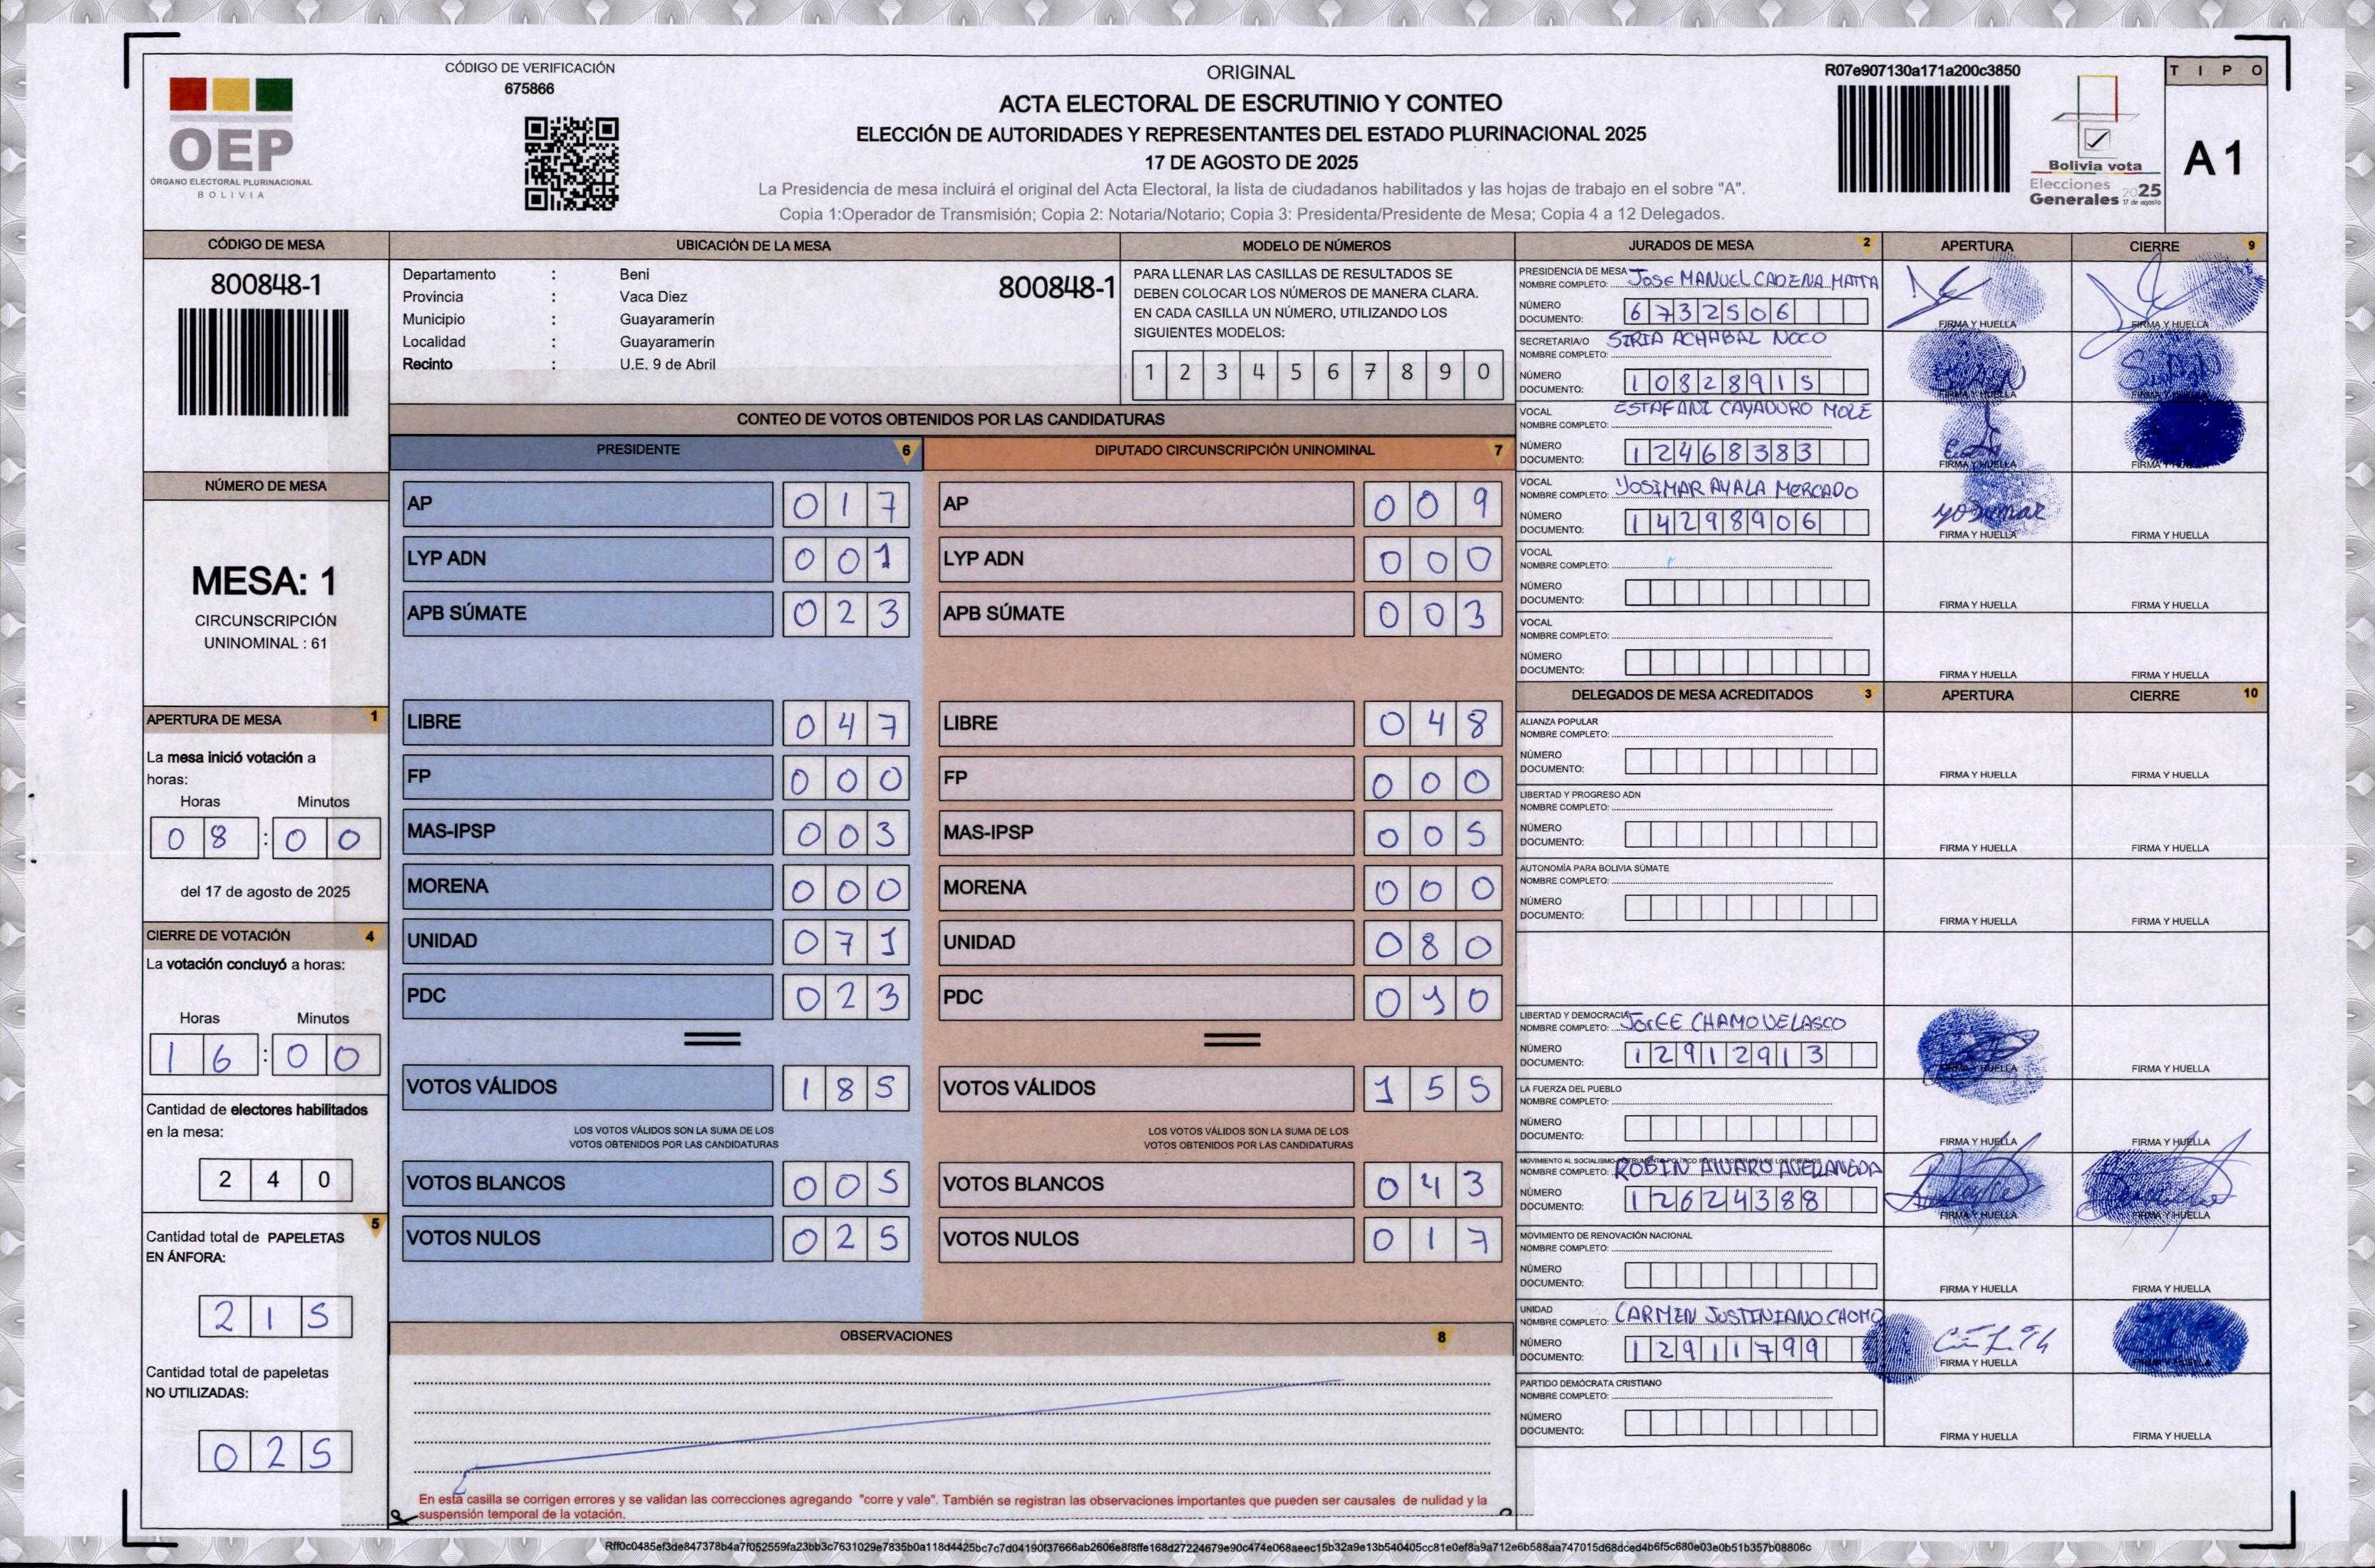 CÓDIGO DE VERIFICACIÓN
675866
OEP
ÓRGANO ELECTORAL PLURINACIONAL
BOLIVIA
ORIGINAL
ACTA ELECTORAL DE ESCRUTINIO Y CONTEO
ELECCIÓN DE AUTORIDADES Y REPRESENTANTES DEL ESTADO PLURINACIONAL 2025
17 DE AGOSTO DE 2025
La Presidencia de mesa incluirá el original del Acta Electoral, la lista de ciudadanos habilitados y las hojas de trabajo en el sobre "A".
Copia 1:Operador de Transmisión; Copia 2: Notaria/Notario; Copia 3: Presidenta/Presidente de Mesa; Copia 4 a 12 Delegados.
R07e907130a171a200c3850
Bolivia vota
Elecciones
Generales 2025
17 de agosto
TIPO
A 1
CÓDIGO DE MESA
800848-1
NÚMERO DE MESA
MESA: 1
CIRCUNSCRIPCIÓN
UNINOMINAL : 61
APERTURA DE MESA 1
La mesa inició votación a
horas:
Horas Minutos
08:00
del 17 de agosto de 2025
CIERRE DE VOTACIÓN 4
La votación concluyó a horas:
Horas Minutos
16:00
Cantidad de electores habilitados
en la mesa:
240
5
Cantidad total de PAPELETAS
EN ÁNFORA:
215
Cantidad total de papeletas
NO UTILIZADAS:
025
UBICACIÓN DE LA MESA
Departamento : Beni
800848-1
Provincia : Vaca Diez
Municipio : Guayaramerín
Localidad : Guayaramerín
Recinto : U.E. 9 de Abril
MODELO DE NÚMEROS
PARA LLENAR LAS CASILLAS DE RESULTADOS SE
DEBEN COLOCAR LOS NÚMEROS DE MANERA CLARA.
EN CADA CASILLA UN NÚMERO, UTILIZANDO LOS
SIGUIENTES MODELOS:
1 2 3 4 5 6 7 8 9 0
CONTEO DE VOTOS OBTENIDOS POR LAS CANDIDATURAS
PRESIDENTE 6
AP 017
LYP ADN 001
APB SÚMATE 023
LIBRE 047
FP 000
MAS-IPSP 003
MORENA 000
UNIDAD 071
PDC 023
VOTOS VÁLIDOS 185
LOS VOTOS VÁLIDOS SON LA SUMA DE LOS
VOTOS OBTENIDOS POR LAS CANDIDATURAS
VOTOS BLANCOS 005
VOTOS NULOS 025
DIPUTADO CIRCUNSCRIPCIÓN UNINOMINAL 7
AP 009
LYP ADN 000
APB SÚMATE 003
LIBRE 048
FP 000
MAS-IPSP 005
MORENA 000
UNIDAD 080
PDC 010
VOTOS VÁLIDOS 155
LOS VOTOS VÁLIDOS SON LA SUMA DE LOS
VOTOS OBTENIDOS POR LAS CANDIDATURAS
VOTOS BLANCOS 043
VOTOS NULOS 017
OBSERVACIONES 8
En esta casilla se corrigen errores y se validan las correcciones agregando "corre y vale". También se registran las observaciones importantes que pueden ser causales de nulidad y la
suspensión temporal de la votación.
JURADOS DE MESA 2 APERTURA CIERRE 9
PRESIDENCIA DE MESA
NOMBRE COMPLETO: JOSE MANUEL CADENA MATTA
NÚMERO
DOCUMENTO: 6732506
FIRMA Y HUELLA FIRMA Y HUELLA
SECRETARIA/O
NOMBRE COMPLETO: SIRIA ACHABAL NOCO
NÚMERO
DOCUMENTO: 10828915
FIRMA Y HUELLA FIRMA Y HUELLA
VOCAL
NOMBRE COMPLETO: ESTAFANI CAYADURO MOLE
NÚMERO
DOCUMENTO: 12468383
FIRMA Y HUELLA FIRMA Y HUELLA
VOCAL
NOMBRE COMPLETO: YOSIMAR AYALA MERCADO
NÚMERO
DOCUMENTO: 14298906
yosimar
FIRMA Y HUELLA FIRMA Y HUELLA
VOCAL
NOMBRE COMPLETO:
NÚMERO
DOCUMENTO:
FIRMA Y HUELLA FIRMA Y HUELLA
VOCAL
NOMBRE COMPLETO:
NÚMERO
DOCUMENTO:
FIRMA Y HUELLA FIRMA Y HUELLA
DELEGADOS DE MESA ACREDITADOS 3 APERTURA CIERRE 10
ALIANZA POPULAR
NOMBRE COMPLETO:
NÚMERO
DOCUMENTO:
FIRMA Y HUELLA FIRMA Y HUELLA
LIBERTAD Y PROGRESO ADN
NOMBRE COMPLETO:
NÚMERO
DOCUMENTO:
FIRMA Y HUELLA FIRMA Y HUELLA
AUTONOMÍA PARA BOLIVIA SÚMATE
NOMBRE COMPLETO:
NÚMERO
DOCUMENTO:
FIRMA Y HUELLA FIRMA Y HUELLA
LIBERTAD Y DEMOCRACIA
NOMBRE COMPLETO: JORGE CHAMO VELASCO
NÚMERO
DOCUMENTO: 12912913
FIRMA Y HUELLA FIRMA Y HUELLA
LA FUERZA DEL PUEBLO
NOMBRE COMPLETO:
NÚMERO
DOCUMENTO:
FIRMA Y HUELLA FIRMA Y HUELLA
MOVIMIENTO AL SOCIALISMO-INSTRUMENTO POLÍTICO POR LA SOBERANÍA DE LOS PUEBLOS
NOMBRE COMPLETO: ROBIN ALVARO AVELLANEDA
NÚMERO
DOCUMENTO: 12624388
FIRMA Y HUELLA FIRMA Y HUELLA
MOVIMIENTO DE RENOVACIÓN NACIONAL
NOMBRE COMPLETO:
NÚMERO
DOCUMENTO:
FIRMA Y HUELLA FIRMA Y HUELLA
UNIDAD
NOMBRE COMPLETO: CARMEN JUSTINIANO CHOMO
NÚMERO
DOCUMENTO: 12911799
FIRMA Y HUELLA FIRMA Y HUELLA
PARTIDO DEMÓCRATA CRISTIANO
NOMBRE COMPLETO:
NÚMERO
DOCUMENTO:
FIRMA Y HUELLA FIRMA Y HUELLA